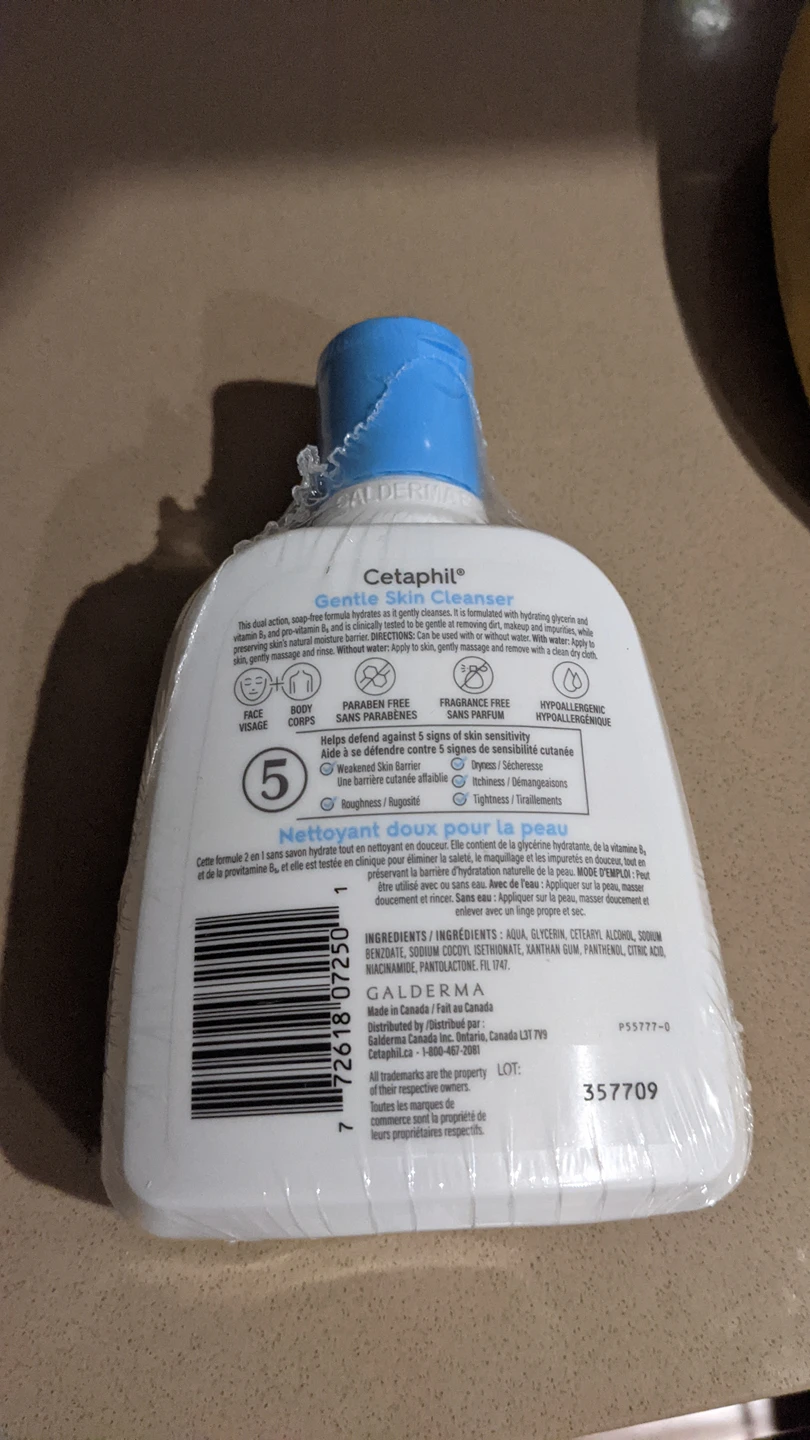 GALDERMA
Cetaphil®
Gentle Skin Cleanser
This dual action, soap-free formula hydrates as it gently cleanses. It is formulated with hydrating glycerin and
vitamin B₃ and pro-vitamin B₅ and is clinically tested to be gentle at removing dirt, makeup and impurities, while
preserving skin's natural moisture barrier. DIRECTIONS: Can be used with or without water. With water: Apply to
skin, gently massage and rinse. Without water: Apply to skin, gently massage and remove with a clean dry cloth.
FACE
VISAGE
BODY
CORPS
PARABEN FREE
SANS PARABÈNES
FRAGRANCE FREE
SANS PARFUM
HYPOALLERGENIC
HYPOALLERGÉNIQUE
5
Helps defend against 5 signs of skin sensitivity
Aide à se défendre contre 5 signes de sensibilité cutanée
Weakened Skin Barrier
Une barrière cutanée affaiblie
Roughness / Rugosité
Dryness / Sécheresse
Itchiness / Démangeaisons
Tightness / Tiraillements
Nettoyant doux pour la peau
Cette formule 2 en 1 sans savon hydrate tout en nettoyant en douceur. Elle contient de la glycérine hydratante, de la vitamine B₃
et de la provitamine B₅, et elle est testée en clinique pour éliminer la saleté, le maquillage et les impuretés en douceur, tout en
préservant la barrière d'hydratation naturelle de la peau. MODE D'EMPLOI : Peut
être utilisé avec ou sans eau. Avec de l'eau : Appliquer sur la peau, masser
doucement et rincer. Sans eau : Appliquer sur la peau, masser doucement et
enlever avec un linge propre et sec.
7 72618 07250 1
INGREDIENTS / INGRÉDIENTS : AQUA, GLYCERIN, CETEARYL ALCOHOL, SODIUM
BENZOATE, SODIUM COCOYL ISETHIONATE, XANTHAN GUM, PANTHENOL, CITRIC ACID,
NIACINAMIDE, PANTOLACTONE. FIL 1747.
GALDERMA
Made in Canada / Fait au Canada
Distributed by /Distribué par :
Galderma Canada Inc. Ontario, Canada L3T 7V9
Cetaphil.ca - 1-800-467-2081
P55777-0
All trademarks are the property
of their respective owners.
Toutes les marques de
commerce sont la propriété de
leurs propriétaires respectifs.
LOT:
357709